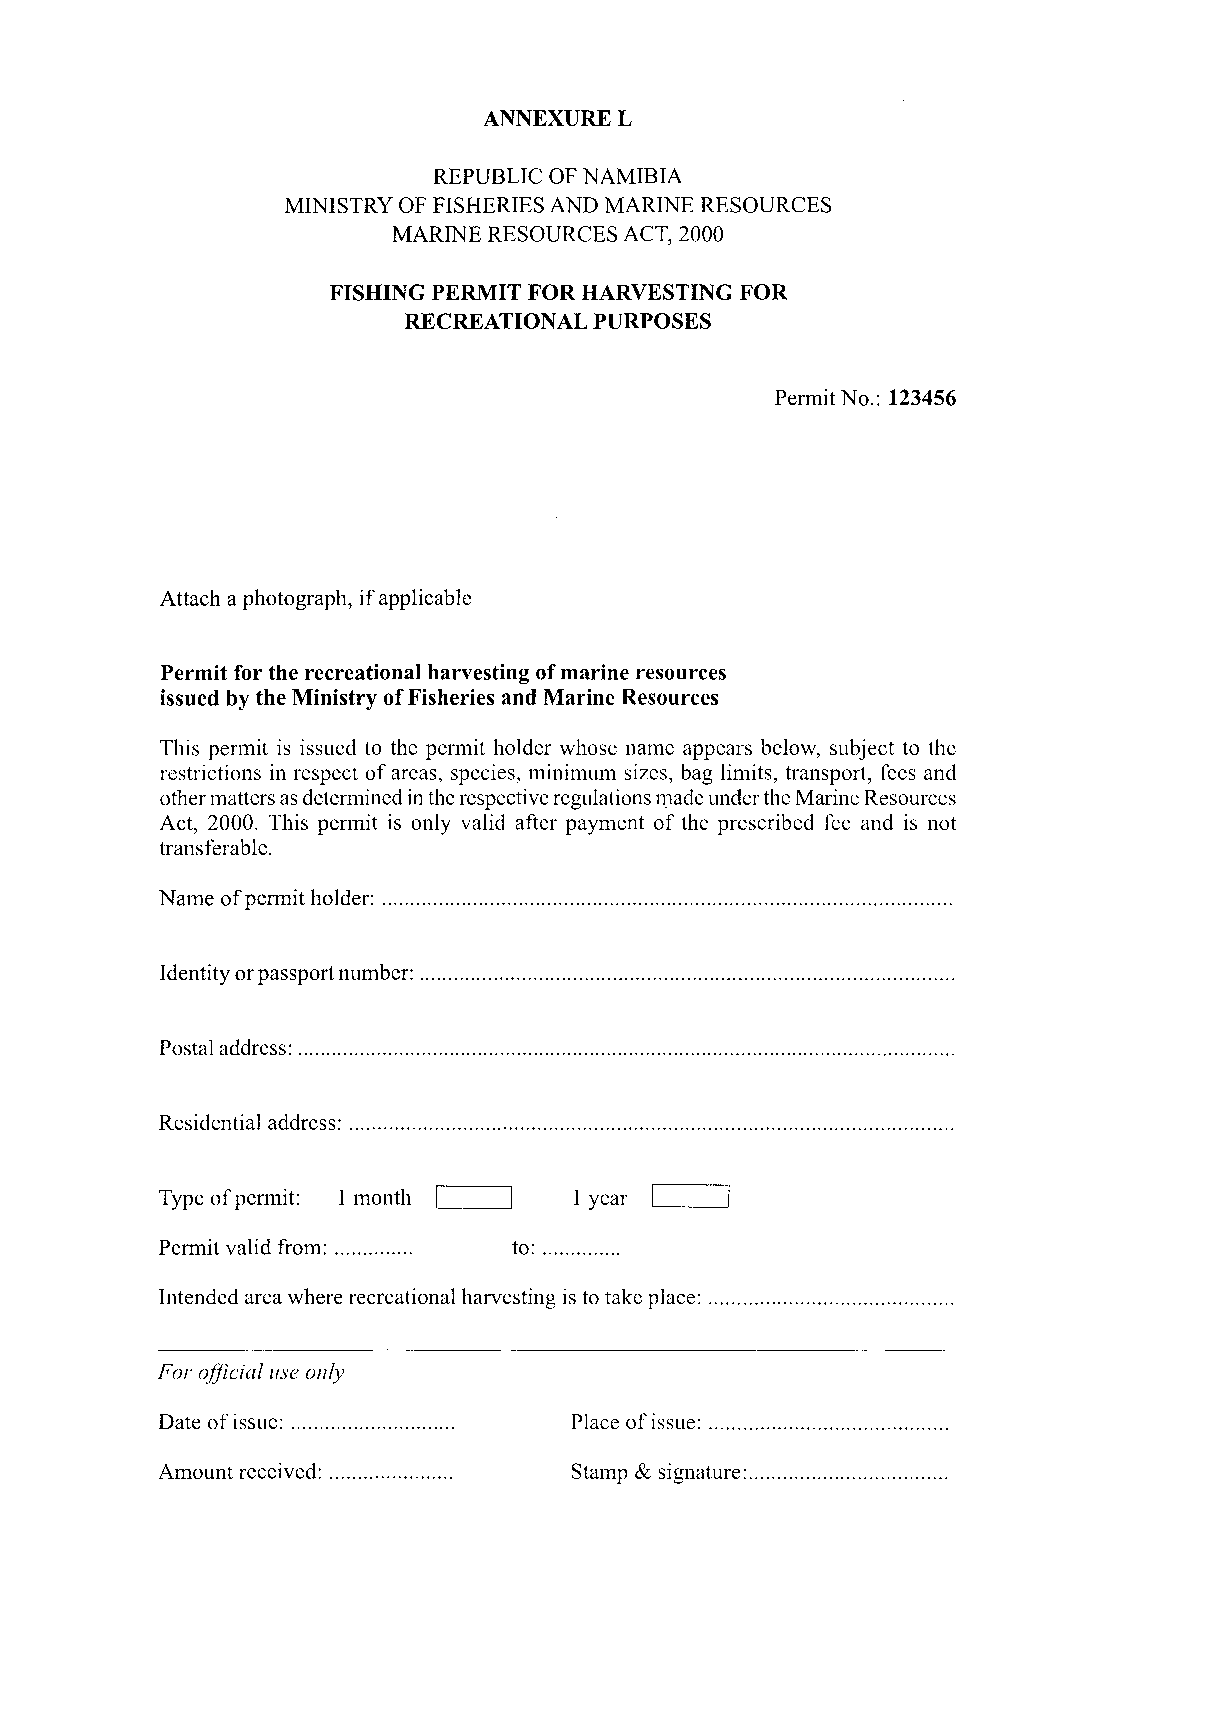 ANNEXURE L
REPUBLIC OF NAMIBIA
MINISTRY OF FISHERIES AND MARINE RESOURCES
MARINE RESOURCES ACT, 2000
FISHING PERMIT FOR HARVESTING FOR
RECREATIONAL PURPOSES
Permit No.: 123456
Attach a photograph, if applicable
Permit for the recreational harvesting of marine resources
issued by the Ministry of Fisheries and Marine Resources
This permit is issued to the permit holder whose name appears below, subject to the
restrictions in respect of areas, species, minimum sizes, bag limits, transport, fees and
other matters as determined in the respective regulations made under the Marine Resources
Act, 2000. This permit is only valid after payment of the prescribed fee and is not
transferable.
Name of permit holder: ....................................................................................................
Identity or passport number: ..............................................................................................
Postal address: ....................................................................................................................
Residential address: ..........................................................................................................
Type of permit: 1 month 1 year
Permit valid from: .............. to: ..............
Intended area where recreational harvesting is to take place: ...........................................
For official use only
Date of issue: ............................. Place of issue: ..........................................
Amount received: ...................... Stamp & signature:...................................